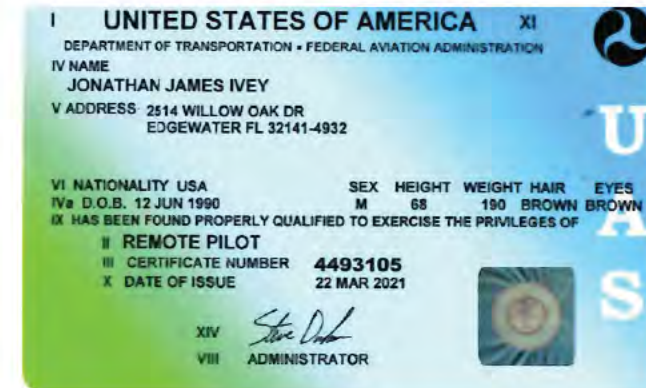 I UNITED STATES OF AMERICA XI
DEPARTMENT OF TRANSPORTATION • FEDERAL AVIATION ADMINISTRATION
IV NAME
JONATHAN JAMES IVEY
V ADDRESS 2514 WILLOW OAK DR
EDGEWATER FL 32141-4932
VI NATIONALITY USA SEX HEIGHT WEIGHT HAIR EYES
IVa D.O.B. 12 JUN 1990 M 68 190 BROWN BROWN
IX HAS BEEN FOUND PROPERLY QUALIFIED TO EXERCISE THE PRIVILEGES OF
II REMOTE PILOT
III CERTIFICATE NUMBER 4493105
X DATE OF ISSUE 22 MAR 2021
XIV
VIII ADMINISTRATOR
U
A
S